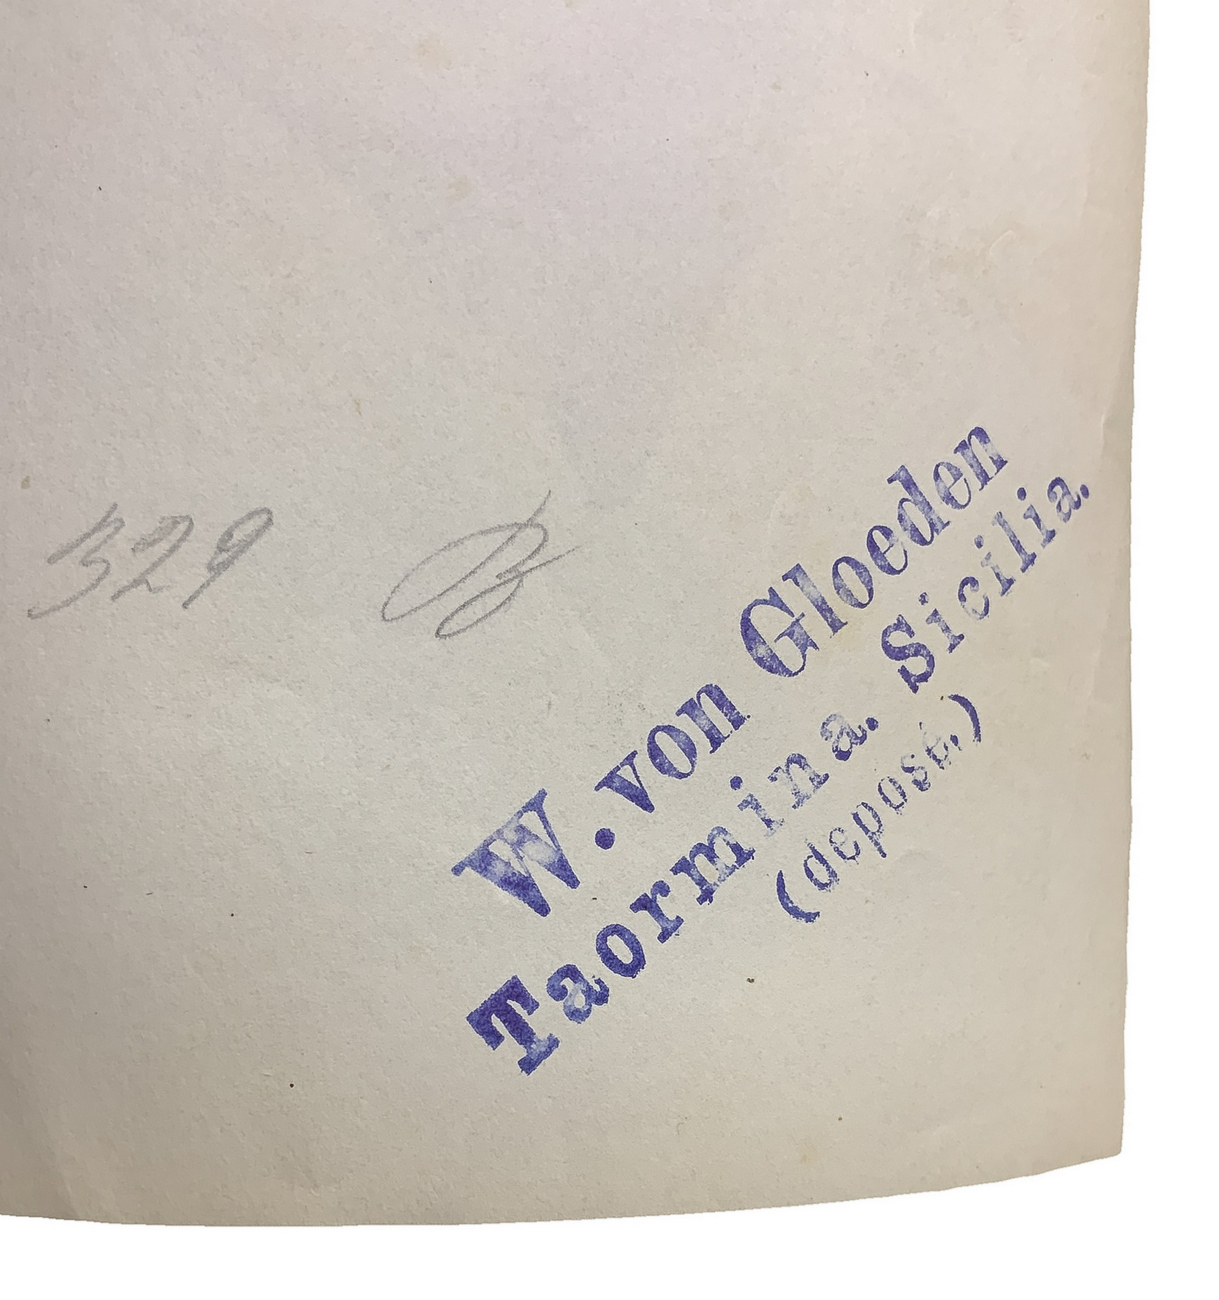 329 B
W. von Gloeden
Taormina. Sicilia.
(deposé.)